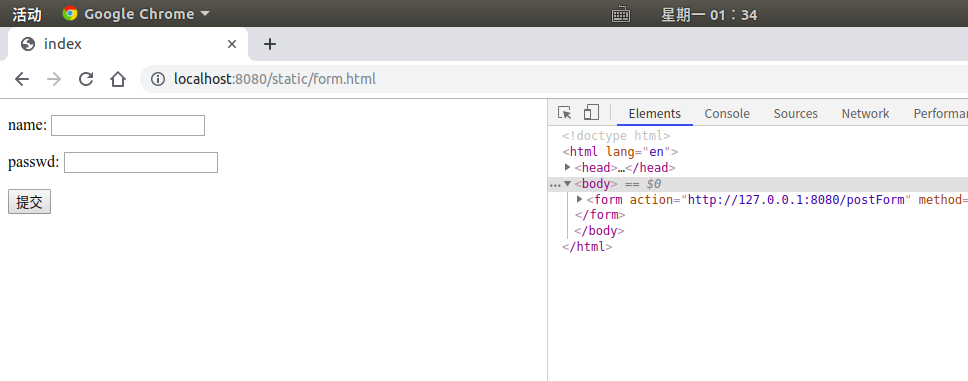 活动 Google Chrome 星期一 01：34
index
localhost:8080/static/form.html
name:
passwd:
提交
Elements Console Sources Network Performa
<!doctype html>
<html lang="en">
<head>…</head>
… <body> == $0
<form action="http://127.0.0.1:8080/postForm" method=
</form>
</body>
</html>